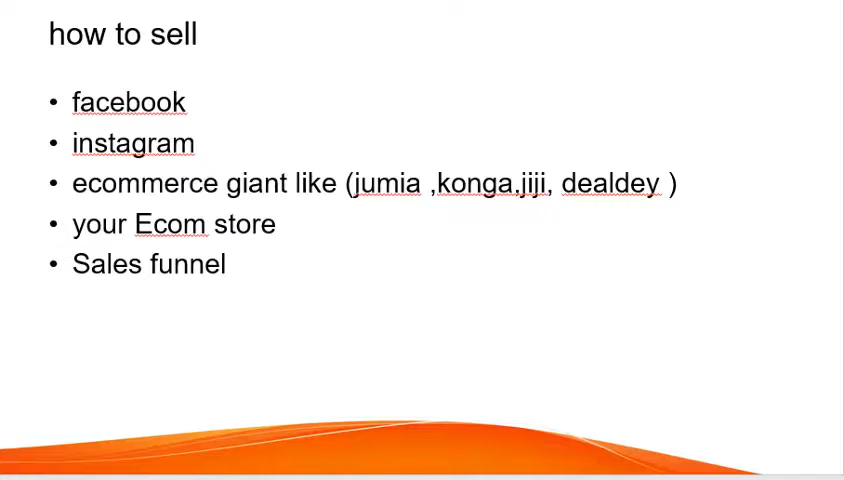 how to sell
• facebook
• instagram
• ecommerce giant like (jumia ,konga,jiji, dealdey )
• your Ecom store
• Sales funnel